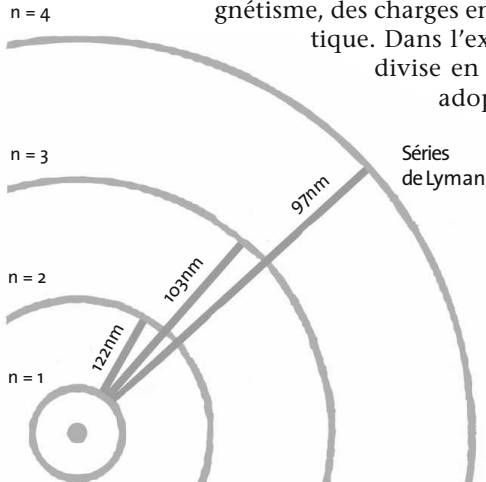 gnétisme, des charges en
tique. Dans l'ex
divise en
adop
n = 4
n = 3
n = 2
n = 1
Séries
de Lyman
97nm
103nm
122nm